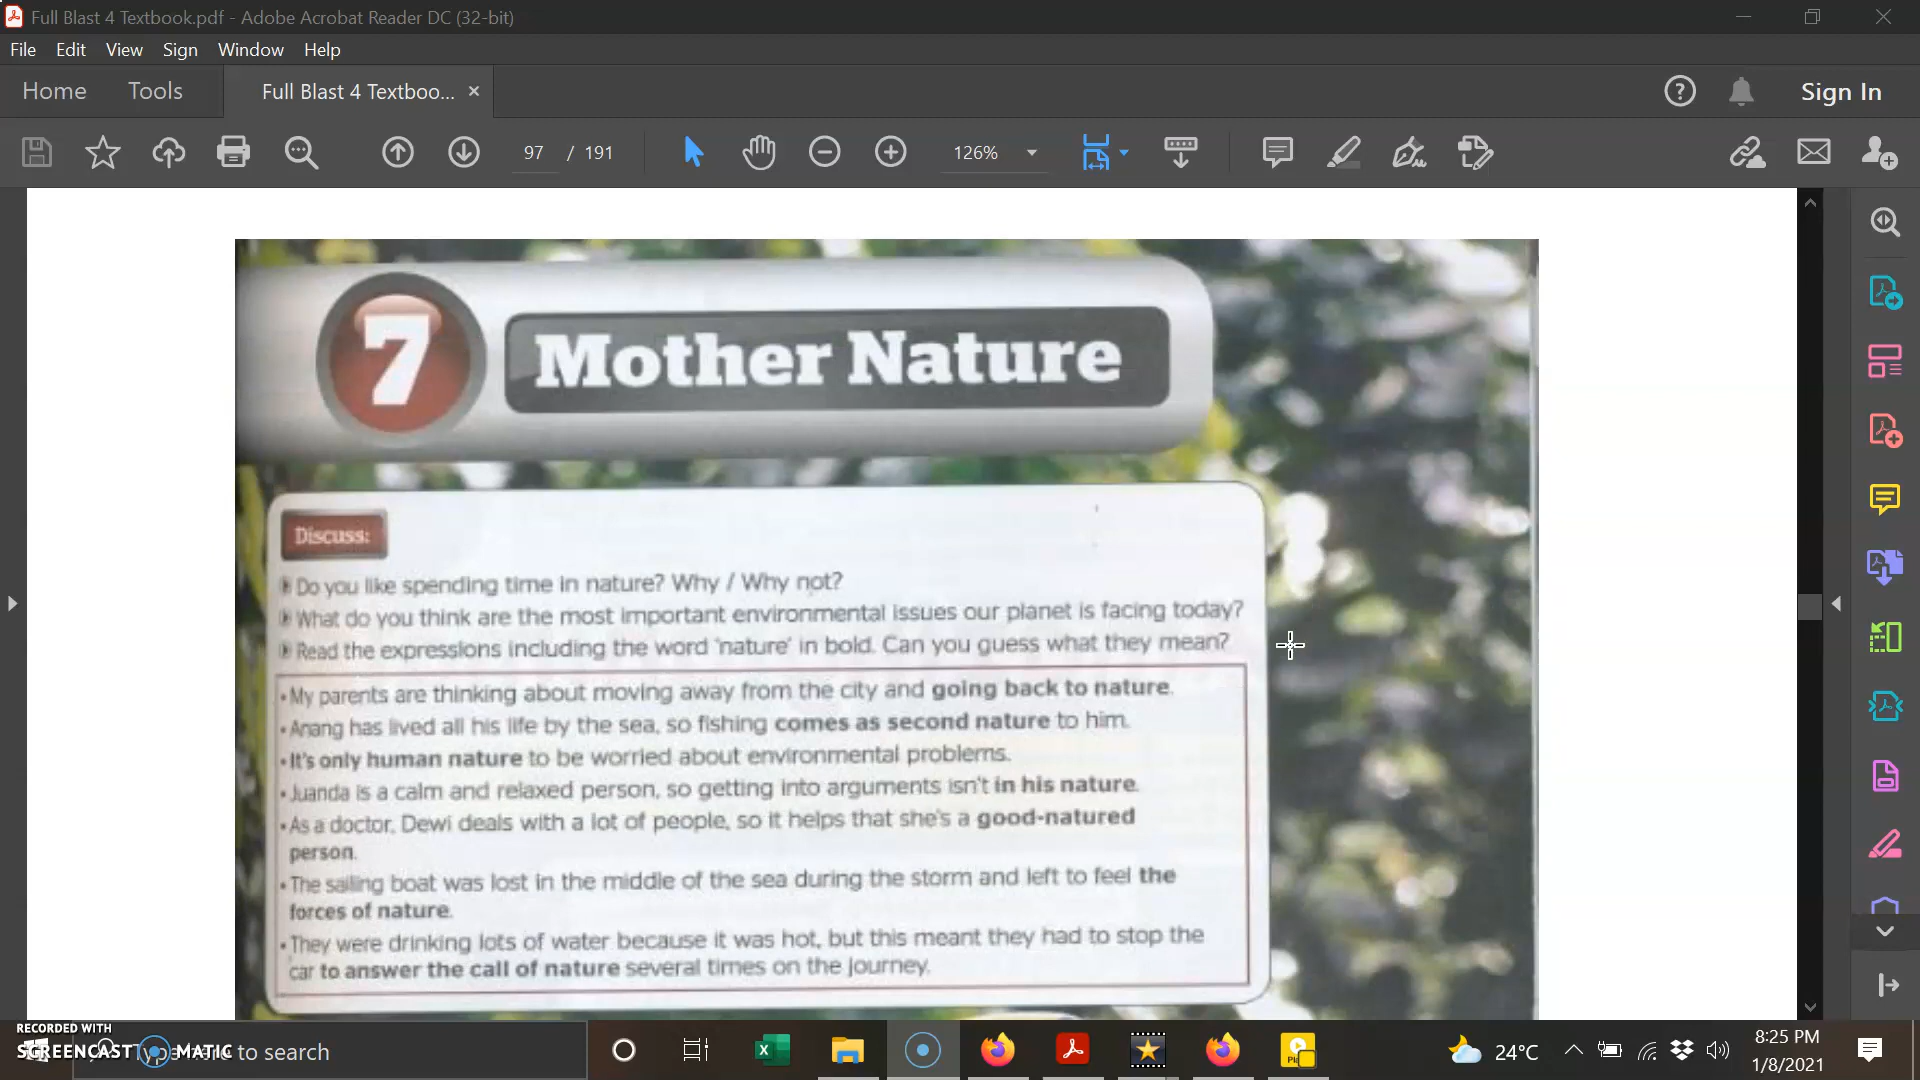 Full Blast 4 Textbook.pdf - Adobe Acrobat Reader DC (32-bit)
File Edit View Sign Window Help
Home Tools Full Blast 4 Textboo... × Sign In
97 / 191 126%
7 Mother Nature
Discuss:
Do you like spending time in nature? Why / Why not?
What do you think are the most important environmental issues our planet is facing today?
Read the expressions including the word 'nature' in bold. Can you guess what they mean?
• My parents are thinking about moving away from the city and going back to nature.
• Anang has lived all his life by the sea, so fishing comes as second nature to him.
• It's only human nature to be worried about environmental problems.
• Juanda is a calm and relaxed person, so getting into arguments isn't in his nature.
• As a doctor, Dewi deals with a lot of people, so it helps that she's a good-natured
person.
• The sailing boat was lost in the middle of the sea during the storm and left to feel the
forces of nature.
• They were drinking lots of water because it was hot, but this meant they had to stop the
car to answer the call of nature several times on the journey.
RECORDED WITH
SCREENCAST MATIC
Type here to search
24°C
8:25 PM
1/8/2021